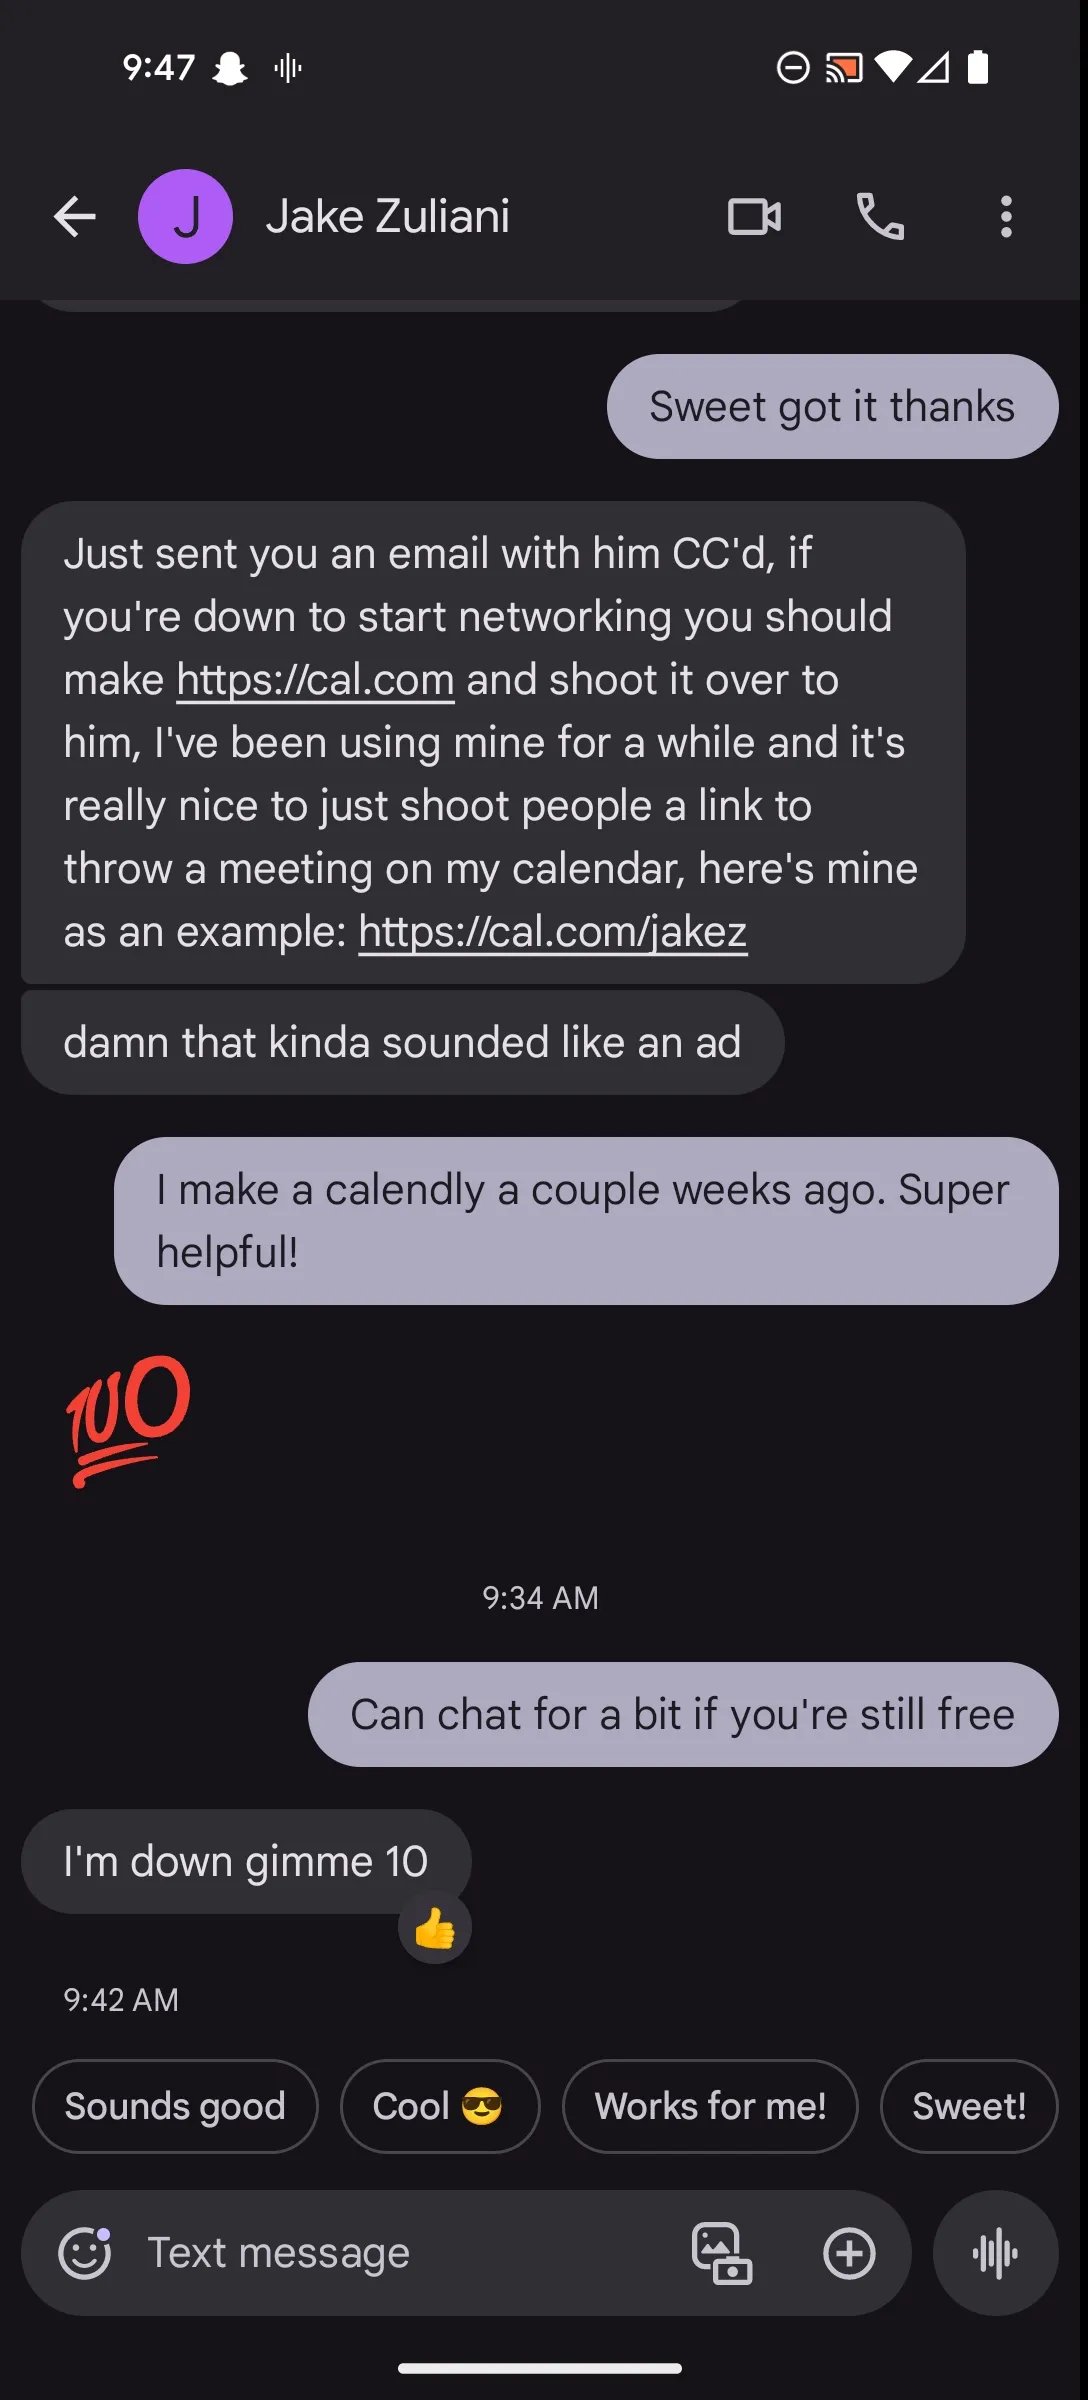 9:47
J
Jake Zuliani
Sweet got it thanks
Just sent you an email with him CC'd, if
you're down to start networking you should
make https://cal.com and shoot it over to
him, I've been using mine for a while and it's
really nice to just shoot people a link to
throw a meeting on my calendar, here's mine
as an example: https://cal.com/jakez
damn that kinda sounded like an ad
I make a calendly a couple weeks ago. Super
helpful!
💯
9:34 AM
Can chat for a bit if you're still free
I'm down gimme 10
👍
9:42 AM
Sounds good
Cool 😎
Works for me!
Sweet!
Text message